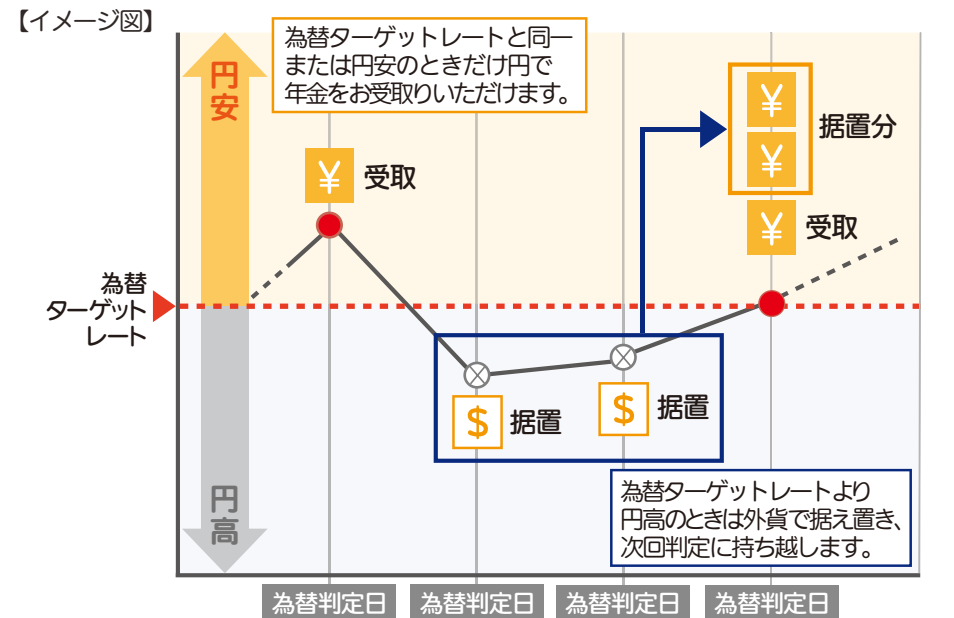 【イメージ図】
為替ターゲットレートと同一
または円安のときだけ円で
年金をお受取りいただけます。
円安
¥ 受取
¥
¥
据置分
¥ 受取
為替
ターゲット
レート
$ 据置
$ 据置
円高
為替ターゲットレートより
円高のときは外貨で据え置き、
次回判定に持ち越します。
為替判定日 為替判定日 為替判定日 為替判定日